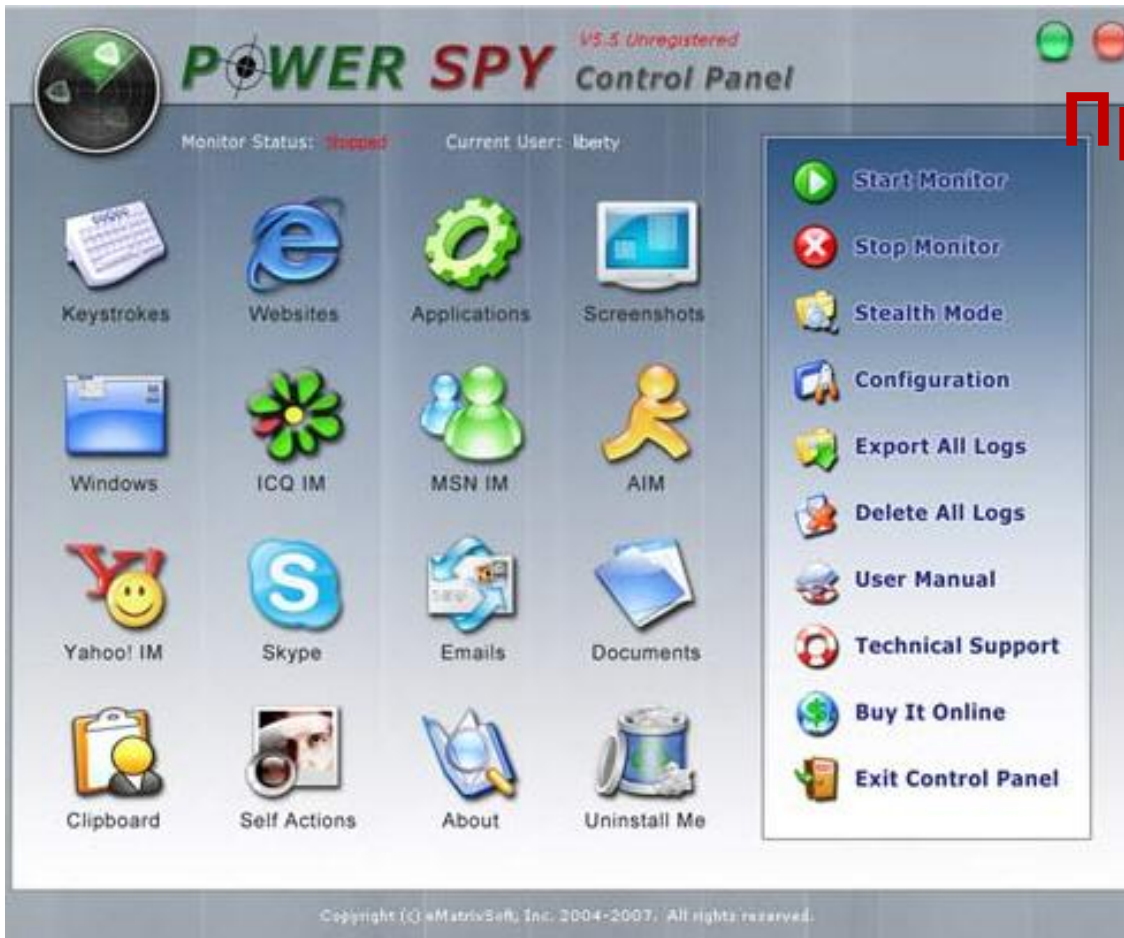 POWER SPY V5.5 Unregistered
Control Panel
Пр
Monitor Status: Stopped Current User: liberty
Start Monitor
Stop Monitor
Stealth Mode
Configuration
Export All Logs
Delete All Logs
User Manual
Technical Support
Buy It Online
Exit Control Panel
Keystrokes Websites Applications Screenshots
Windows ICQ IM MSN IM AIM
Yahoo! IM Skype Emails Documents
Clipboard Self Actions About Uninstall Me
Copyright (c) eMatrixSoft, Inc. 2004-2007. All rights reserved.